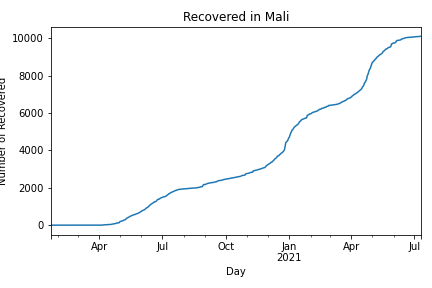 Recovered in Mali
Number of Recovered
10000
8000
6000
4000
2000
0
Apr Jul Oct Jan Apr Jul
2021
Day